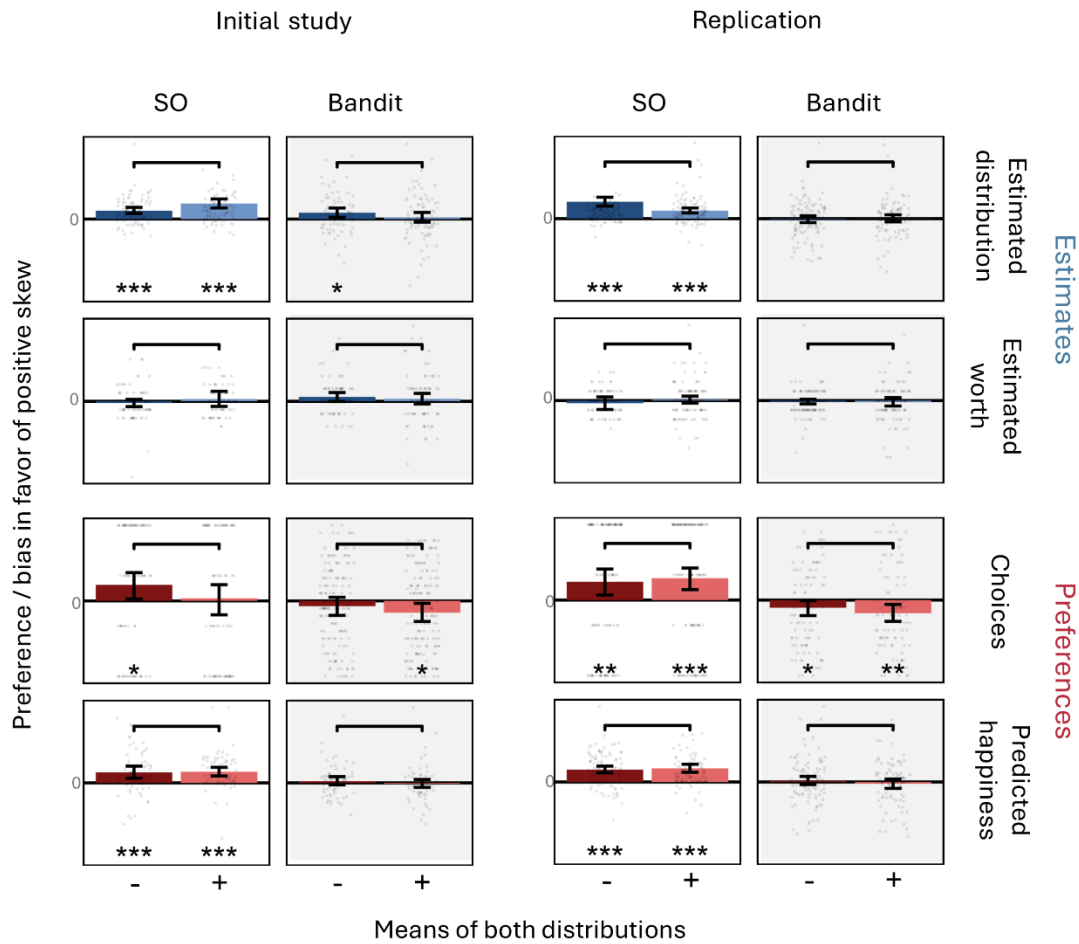 Initial study
Replication
SO
Bandit
SO
Bandit
Preference / bias in favor of positive skew
0
0
*** ***
*
*** ***
Estimated
distribution
Estimates
0
0
Estimated
worth
0
0
*
*
** ***
* **
Choices
Preferences
0
0
*** ***
*** ***
Predicted
happiness
- +
- +
- +
- +
Means of both distributions